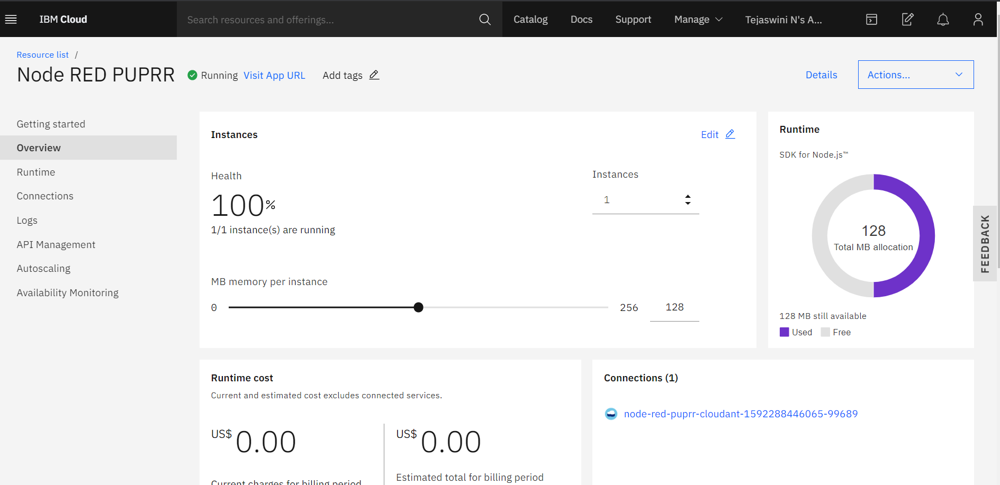 IBM Cloud
Search resources and offerings...
Catalog
Docs
Support
Manage
Tejaswini N's A...
Resource list /
Node RED PUPRR
Running
Visit App URL
Add tags
Details
Actions...
Getting started
Overview
Runtime
Connections
Logs
API Management
Autoscaling
Availability Monitoring
Instances
Edit
Health
100%
1/1 instance(s) are running
Instances
1
MB memory per instance
0
256
128
Runtime
SDK for Node.js™
128
Total MB allocation
128 MB still available
Used
Free
FEEDBACK
Runtime cost
Current and estimated cost excludes connected services.
US$ 0.00
Current charges for billing period
US$ 0.00
Estimated total for billing period
Connections (1)
node-red-puprr-cloudant-1592288446065-99689